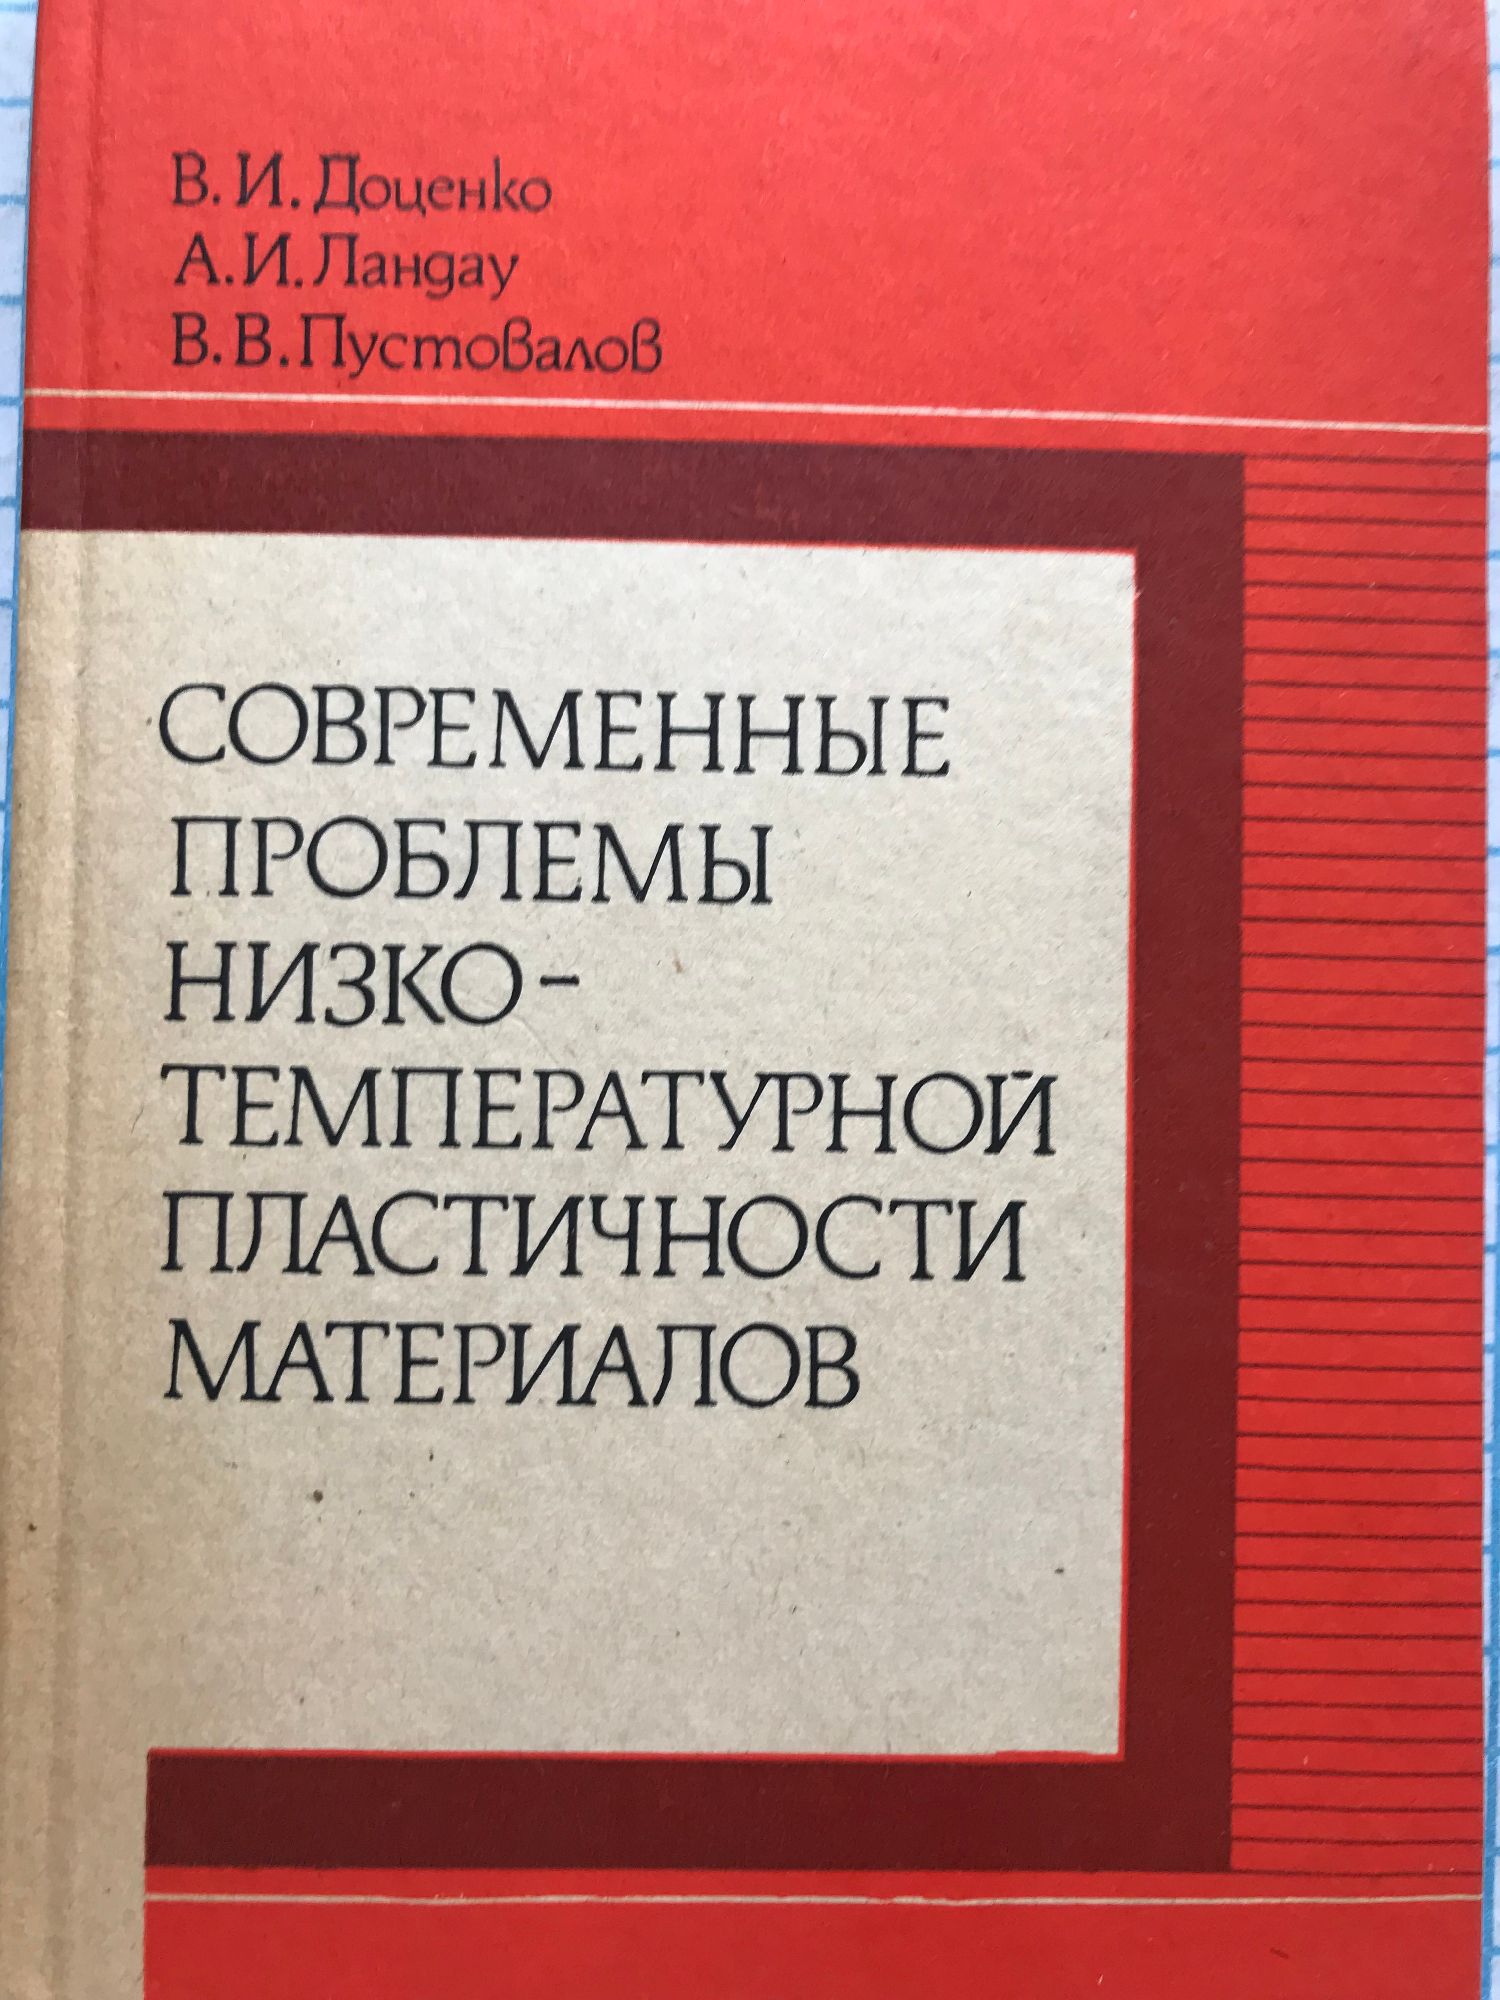 В. И. Доценко
А. И. Ландау
В. В. Пустовалов
СОВРЕМЕННЫЕ
ПРОБЛЕМЫ
НИЗКО-
ТЕМПЕРАТУРНОЙ
ПЛАСТИЧНОСТИ
МАТЕРИАЛОВ